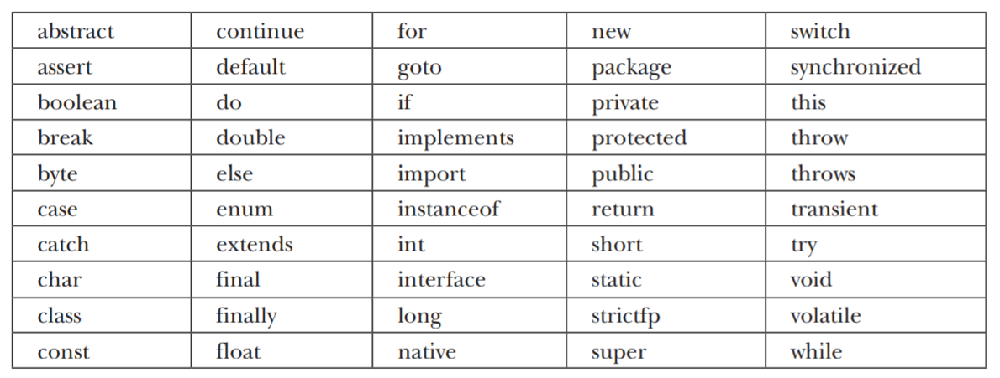 abstract continue for new switch
assert default goto package synchronized
boolean do if private this
break double implements protected throw
byte else import public throws
case enum instanceof return transient
catch extends int short try
char final interface static void
class finally long strictfp volatile
const float native super while